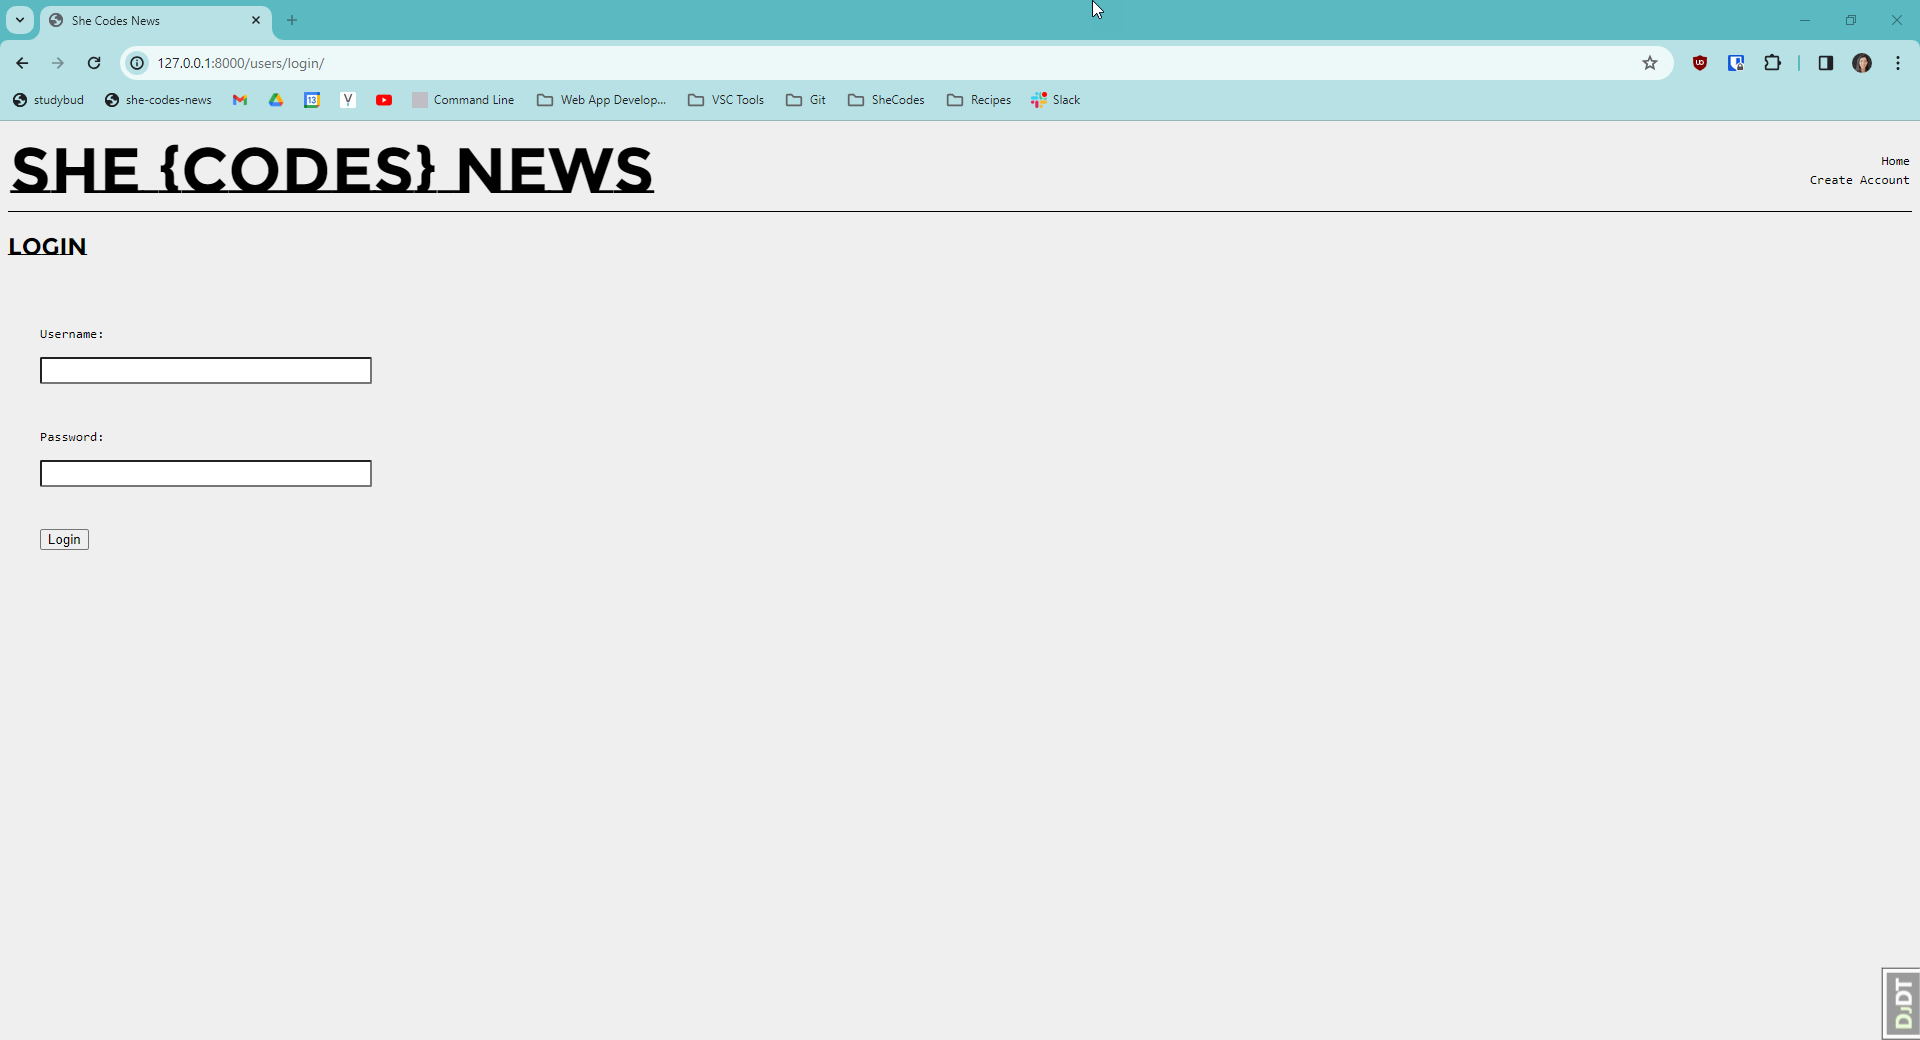 She Codes News
127.0.0.1:8000/users/login/
studybud she-codes-news 13 Y Command Line Web App Develop... VSC Tools Git SheCodes Recipes Slack
SHE {CODES} NEWS
Home
Create Account
LOGIN
Username:
Password:
Login
DJDT